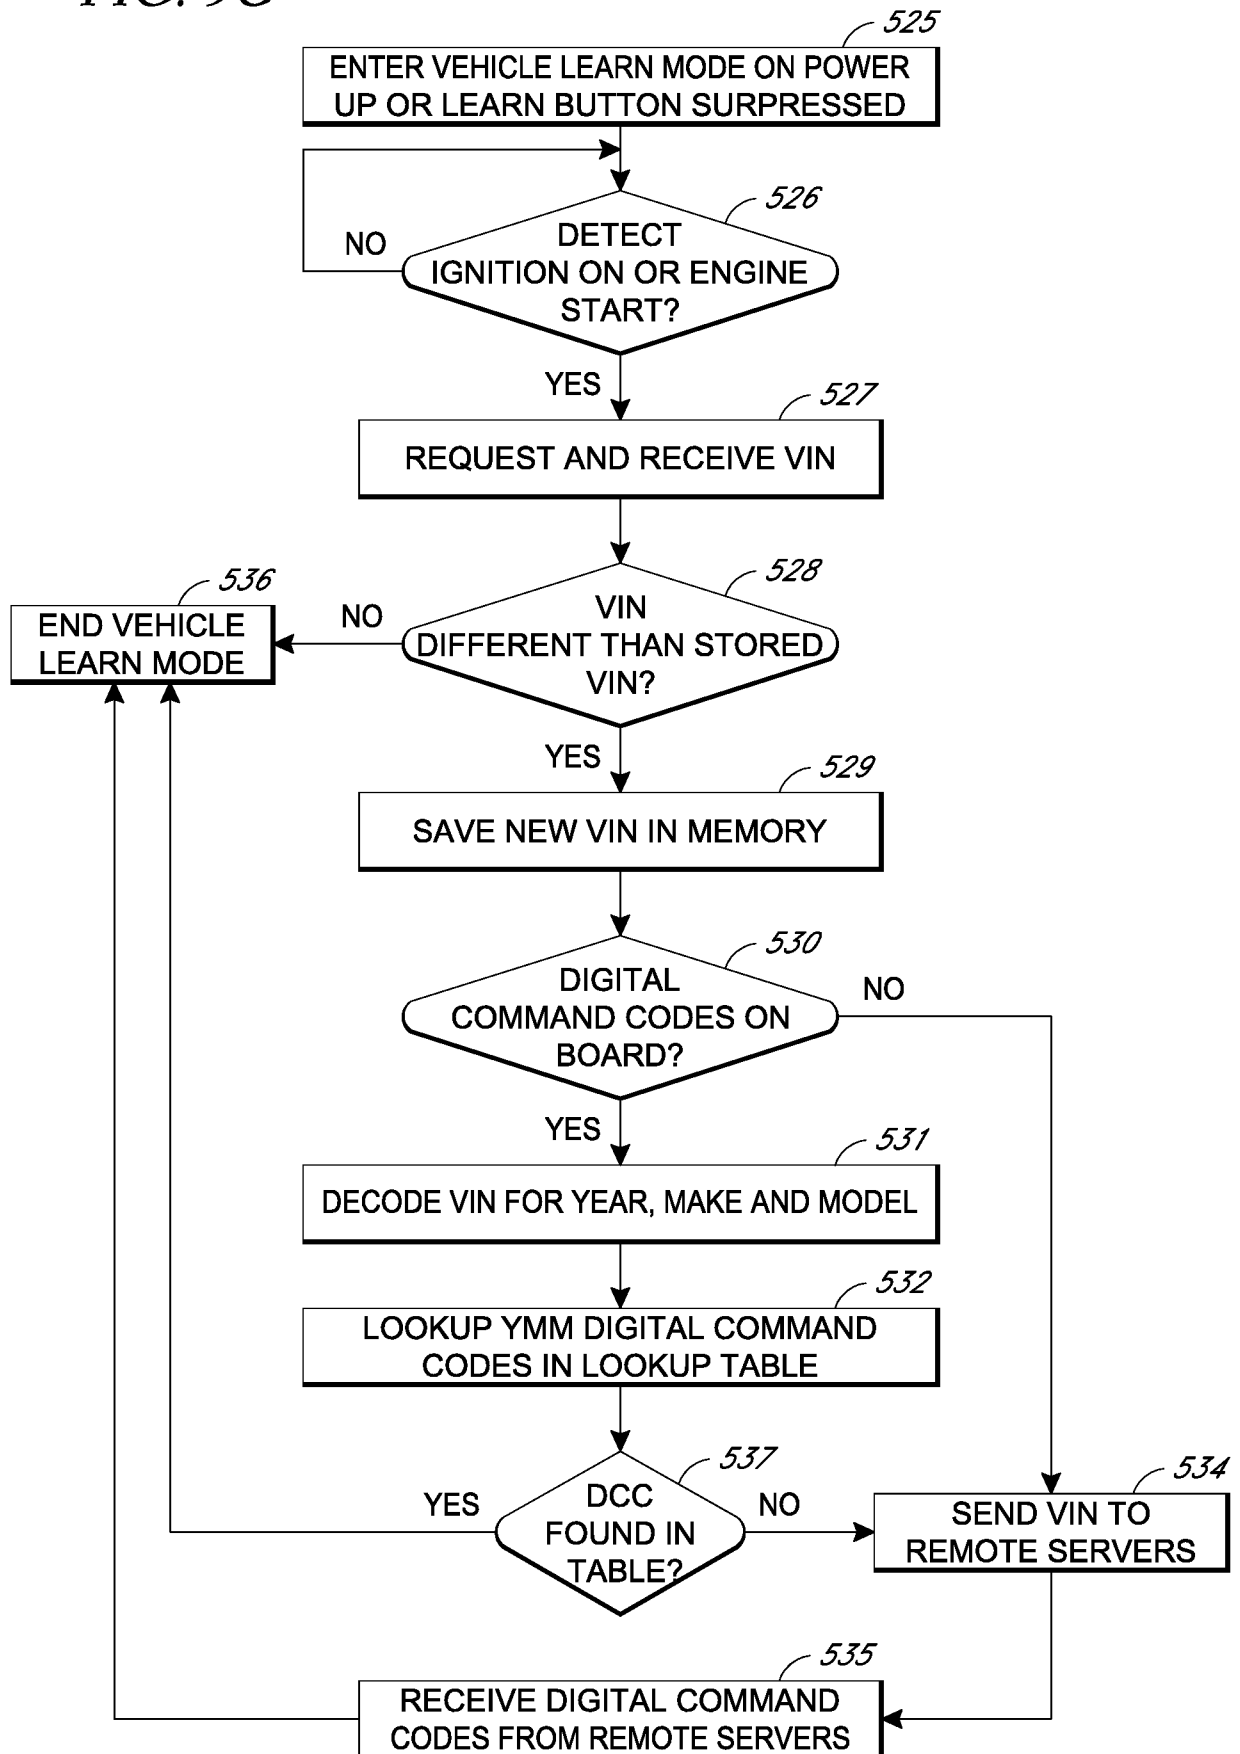 FIG. 9C
525
ENTER VEHICLE LEARN MODE ON POWER
UP OR LEARN BUTTON SURPRESSED
526
DETECT
IGNITION ON OR ENGINE
START?
NO
YES
527
REQUEST AND RECEIVE VIN
528
VIN
DIFFERENT THAN STORED
VIN?
NO
536
END VEHICLE
LEARN MODE
YES
529
SAVE NEW VIN IN MEMORY
530
DIGITAL
COMMAND CODES ON
BOARD?
NO
YES
531
DECODE VIN FOR YEAR, MAKE AND MODEL
532
LOOKUP YMM DIGITAL COMMAND
CODES IN LOOKUP TABLE
537
DCC
FOUND IN
TABLE?
YES
NO
534
SEND VIN TO
REMOTE SERVERS
535
RECEIVE DIGITAL COMMAND
CODES FROM REMOTE SERVERS